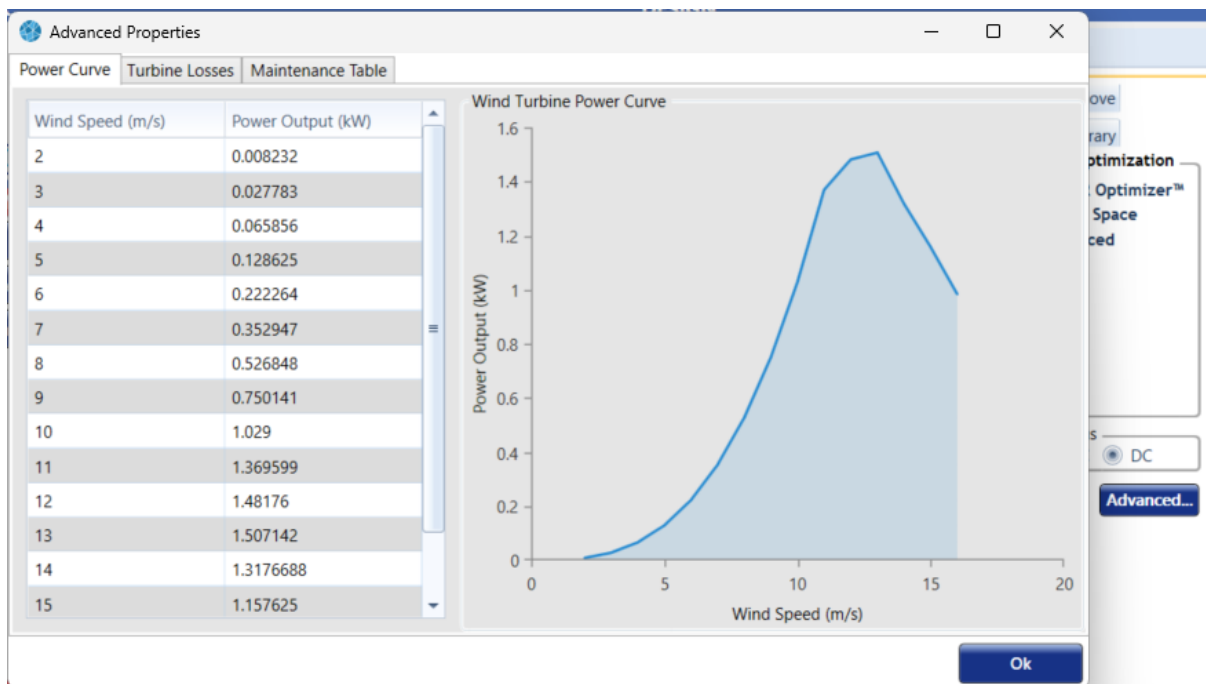 Advanced Properties
Power Curve Turbine Losses Maintenance Table
Wind Speed (m/s) Power Output (kW)
2 0.008232
3 0.027783
4 0.065856
5 0.128625
6 0.222264
7 0.352947
8 0.526848
9 0.750141
10 1.029
11 1.369599
12 1.48176
13 1.507142
14 1.3176688
15 1.157625
Wind Turbine Power Curve
1.6
1.4
1.2
1
0.8
0.6
0.4
0.2
0
Power Output (kW)
0 5 10 15 20
Wind Speed (m/s)
Ok
ove
rary
ptimization
Optimizer™
Space
ced
s
DC
Advanced...